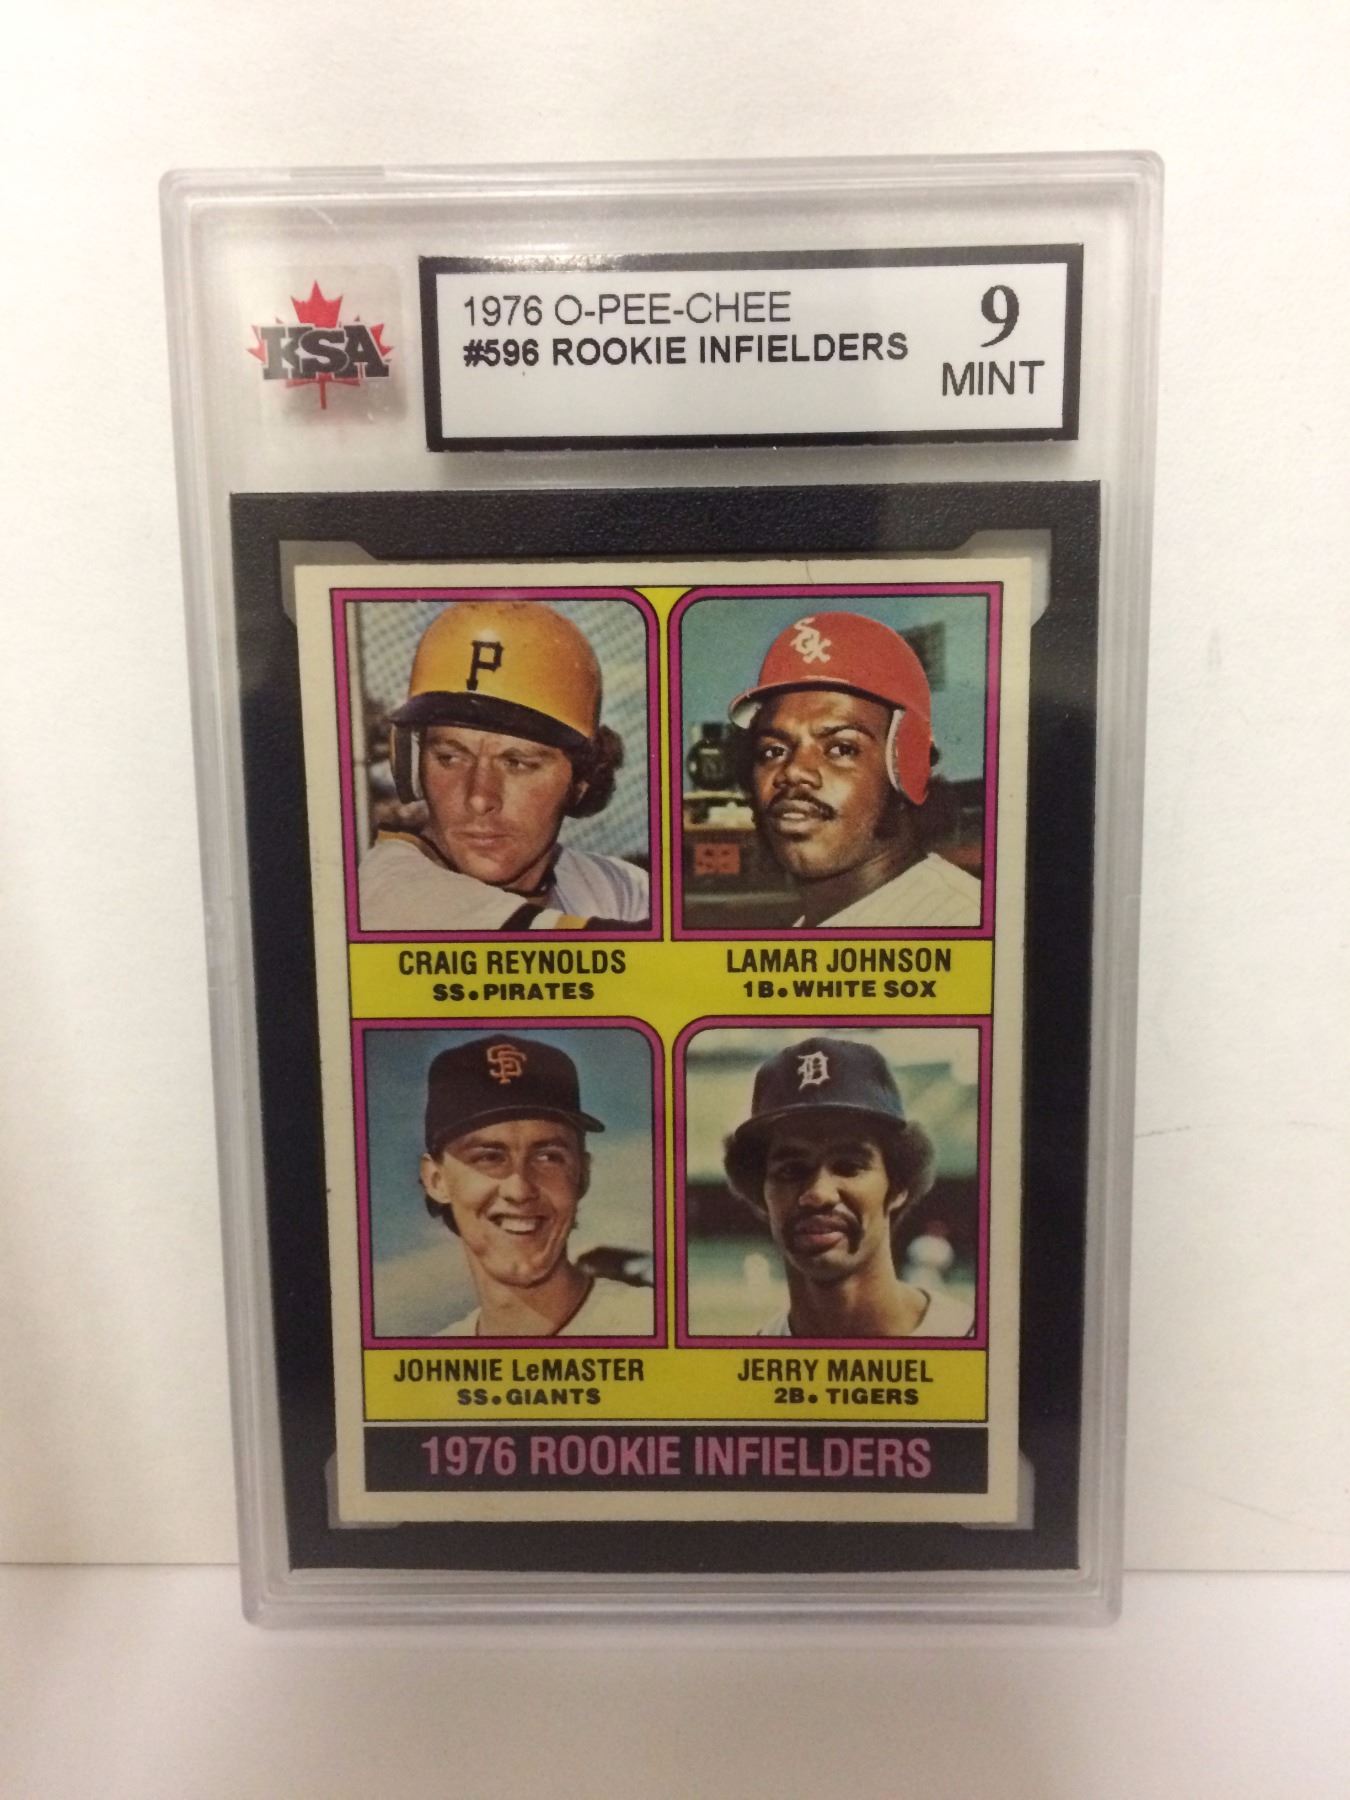 KSA
1976 O-PEE-CHEE
#596 ROOKIE INFIELDERS
9
MINT
P
SOX
CRAIG REYNOLDS
SS. PIRATES
LAMAR JOHNSON
1B. WHITE SOX
SF
D
JOHNNIE LeMASTER
SS. GIANTS
JERRY MANUEL
2B. TIGERS
1976 ROOKIE INFIELDERS